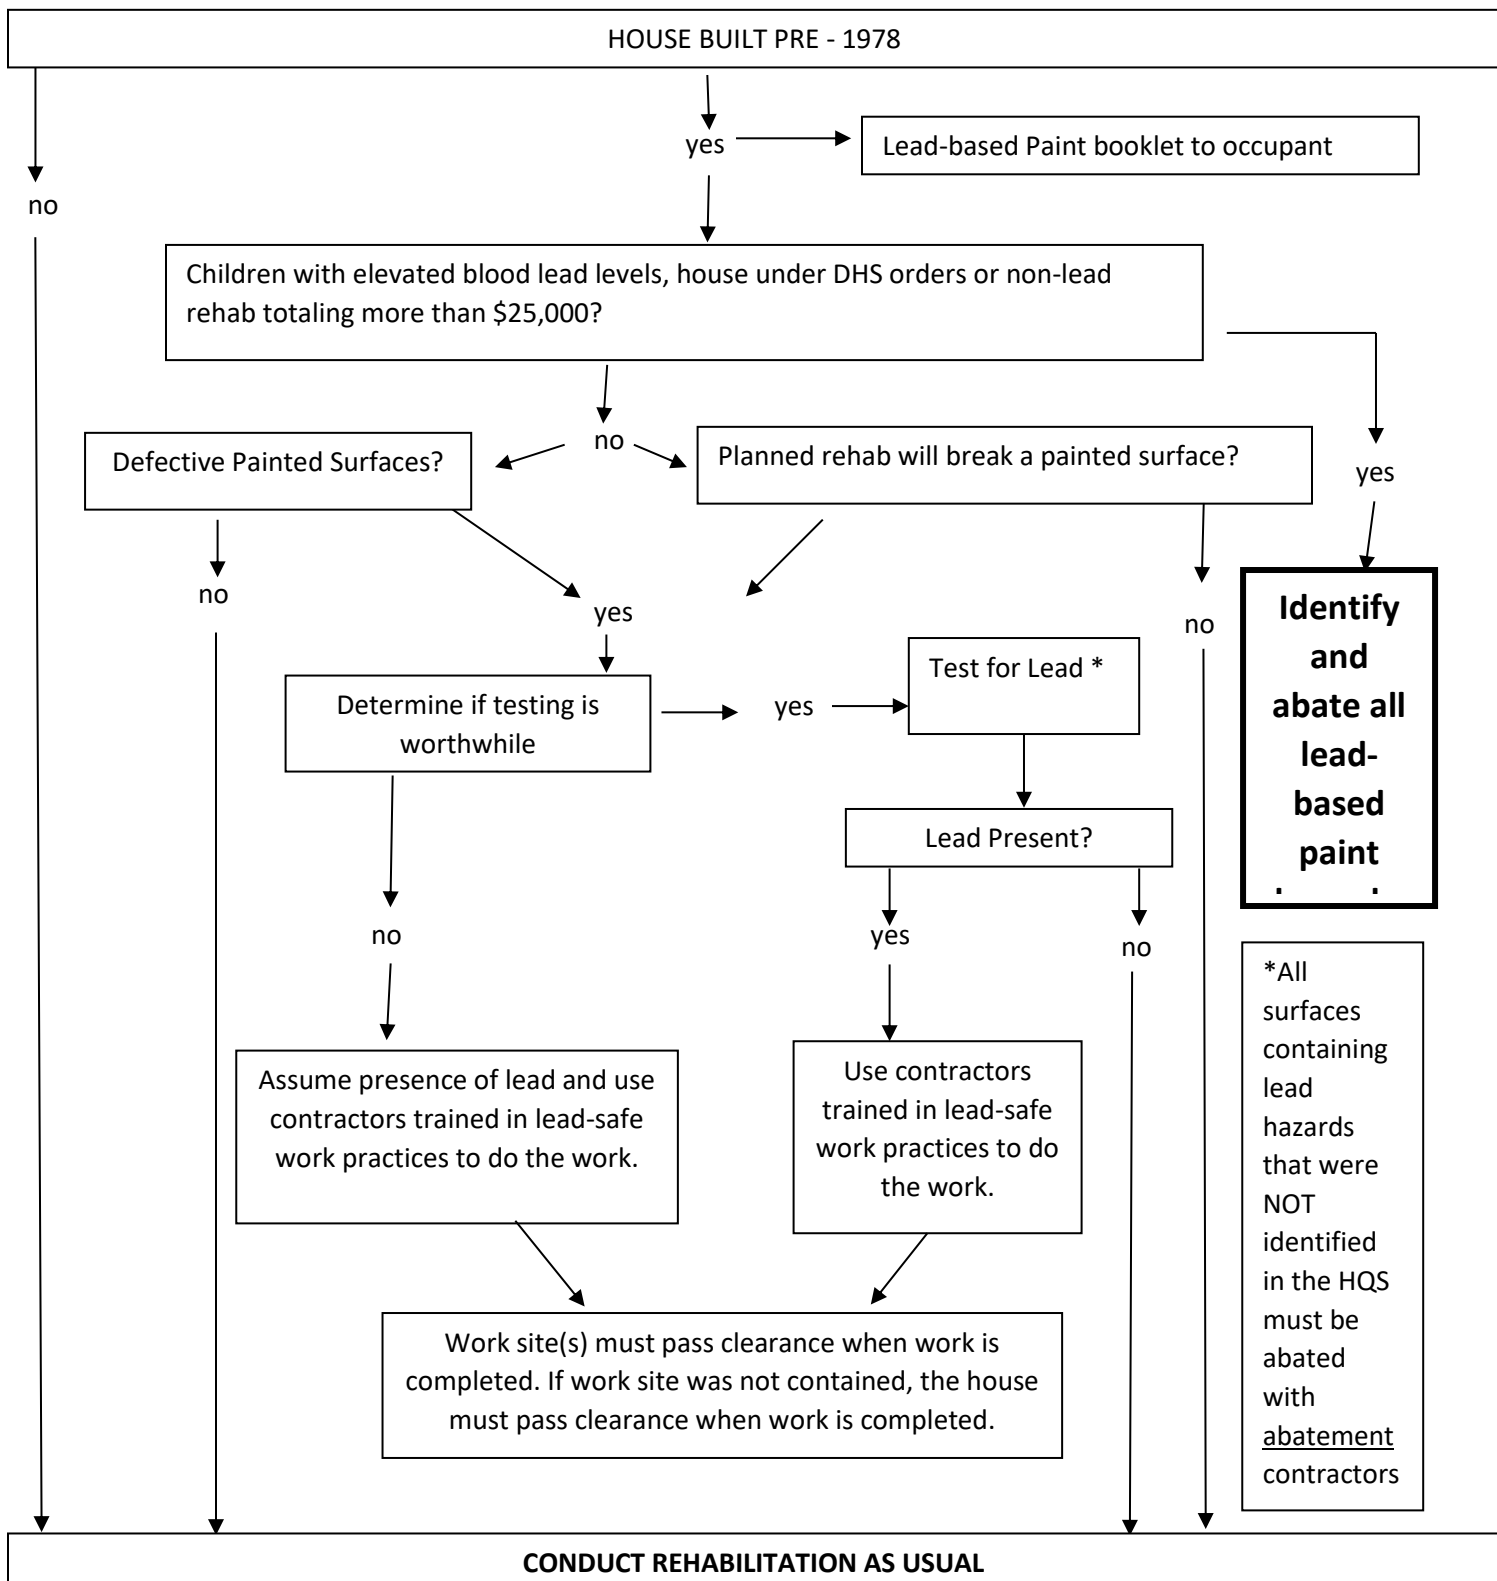 HOUSE BUILT PRE - 1978
yes
Lead-based Paint booklet to occupant
no
Children with elevated blood lead levels, house under DHS orders or non-lead
rehab totaling more than $25,000?
no
Defective Painted Surfaces?
Planned rehab will break a painted surface?
yes
no
yes
no
Identify
and
abate all
lead-
based
paint
Test for Lead *
Determine if testing is
worthwhile
yes
Lead Present?
no
yes
no
*All
surfaces
containing
lead
hazards
that were
NOT
identified
in the HQS
must be
abated
with
abatement
contractors
Assume presence of lead and use
contractors trained in lead-safe
work practices to do the work.
Use contractors
trained in lead-safe
work practices to do
the work.
Work site(s) must pass clearance when work is
completed. If work site was not contained, the house
must pass clearance when work is completed.
CONDUCT REHABILITATION AS USUAL